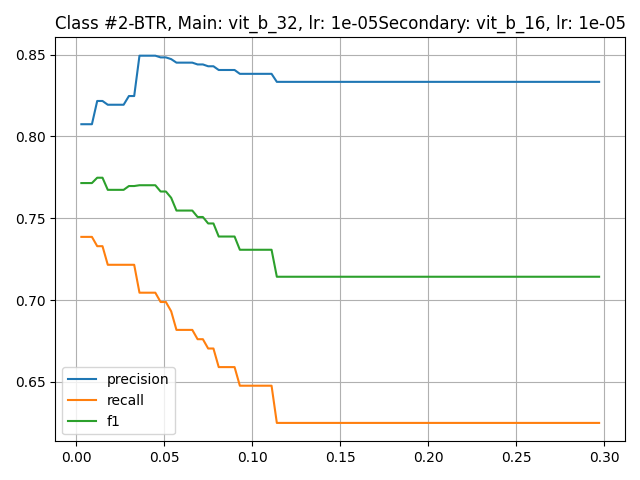 Class #2-BTR, Main: vit_b_32, lr: 1e-05Secondary: vit_b_16, lr: 1e-05
0.85
0.80
0.75
0.70
0.65
precision
recall
f1
0.00 0.05 0.10 0.15 0.20 0.25 0.30